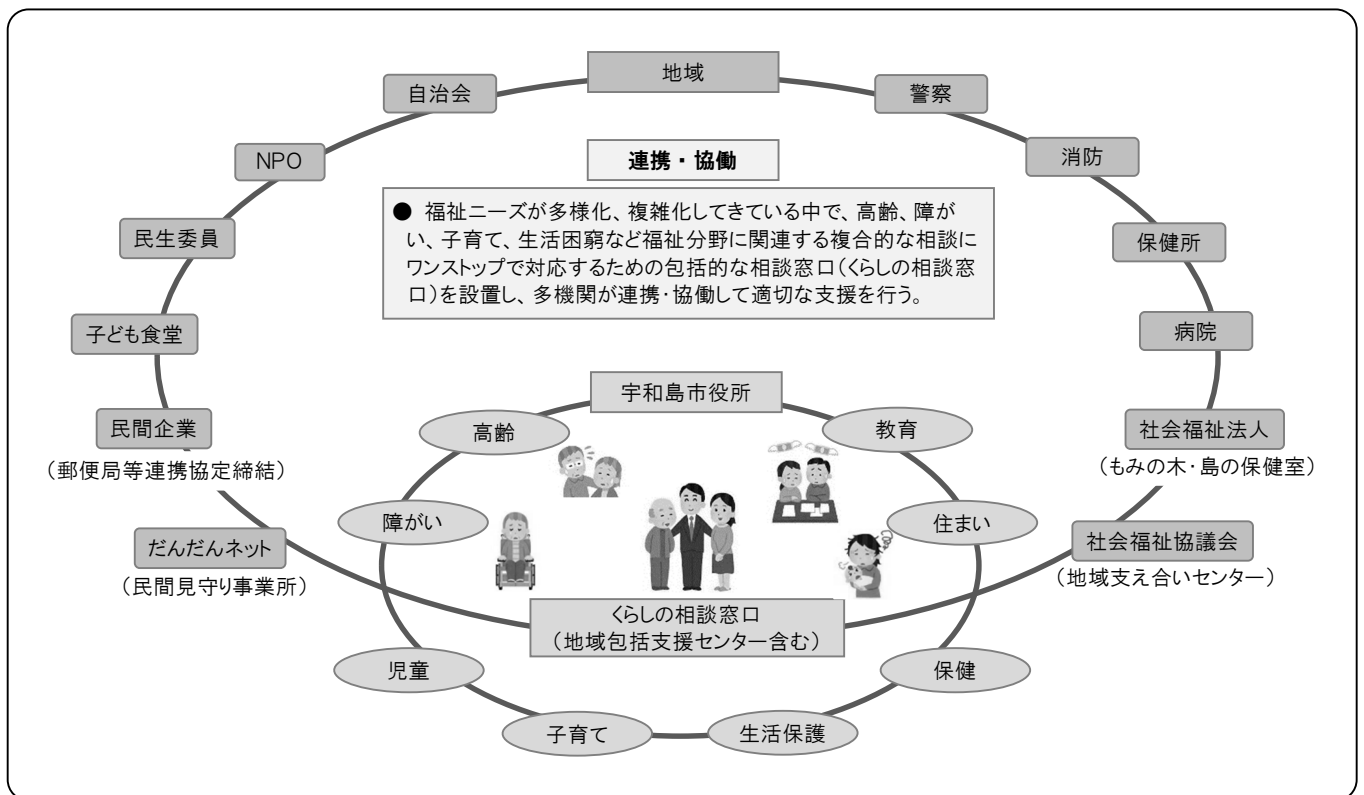 地域
自治会
警察
NPO
消防
連携・協働
● 福祉ニーズが多様化、複雑化してきている中で、高齢、障が
い、子育て、生活困窮など福祉分野に関連する複合的な相談に
ワンストップで対応するための包括的な相談窓口(くらしの相談窓
口)を設置し、多機関が連携・協働して適切な支援を行う。
民生委員
保健所
子ども食堂
病院
民間企業
(郵便局等連携協定締結)
社会福祉法人
(もみの木・島の保健室)
だんだんネット
(民間見守り事業所)
社会福祉協議会
(地域支え合いセンター)
宇和島市役所
高齢
教育
障がい
住まい
くらしの相談窓口
(地域包括支援センター含む)
児童
保健
子育て
生活保護